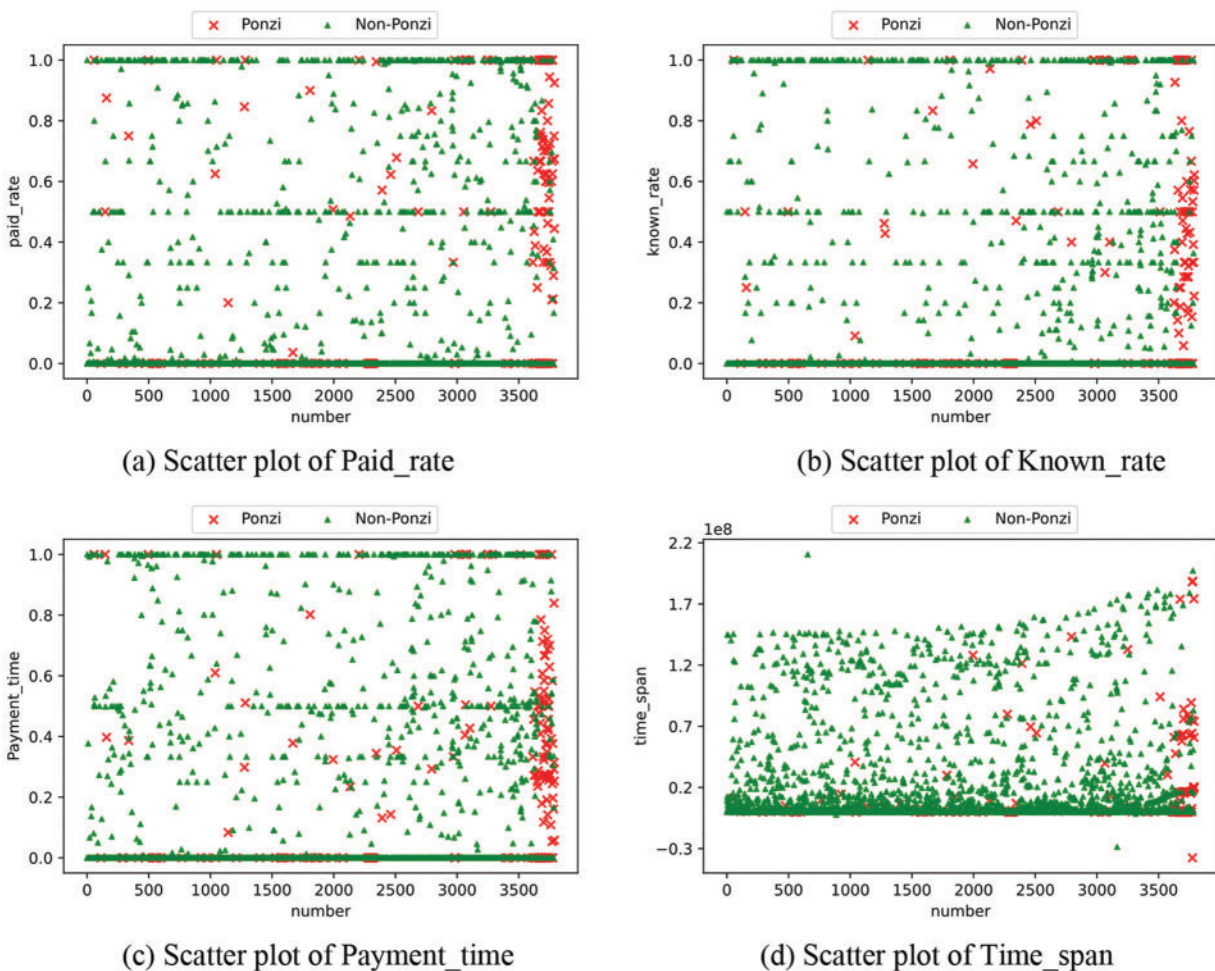 Ponzi Non-Ponzi
1.0
0.8
0.6
0.4
0.2
0.0
paid_rate
0 500 1000 1500 2000 2500 3000 3500
number
(a) Scatter plot of Paid_rate
Ponzi Non-Ponzi
1.0
0.8
0.6
0.4
0.2
0.0
known_rate
0 500 1000 1500 2000 2500 3000 3500
number
(b) Scatter plot of Known_rate
Ponzi Non-Ponzi
1.0
0.8
0.6
0.4
0.2
0.0
Payment_time
0 500 1000 1500 2000 2500 3000 3500
number
(c) Scatter plot of Payment_time
Ponzi Non-Ponzi
1e8
2.2
1.7
1.2
0.7
0.2
−0.3
time_span
0 500 1000 1500 2000 2500 3000 3500
number
(d) Scatter plot of Time_span